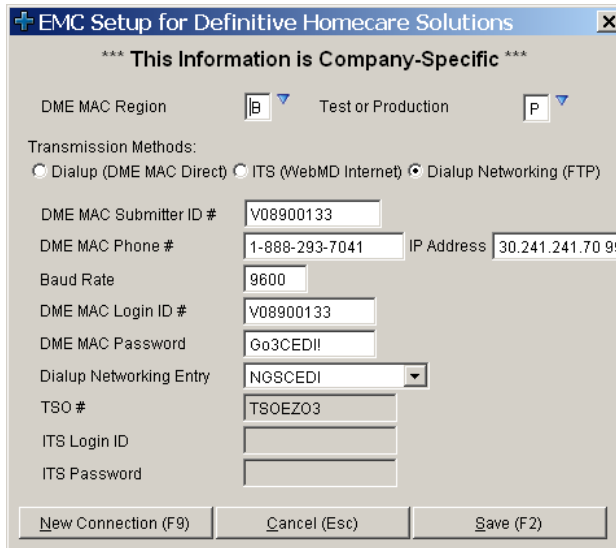 EMC Setup for Definitive Homecare Solutions
*** This Information is Company-Specific ***
DME MAC Region B Test or Production P
Transmission Methods:
Dialup (DME MAC Direct) ITS (WebMD Internet) Dialup Networking (FTP)
DME MAC Submitter ID # V08900133
DME MAC Phone # 1-888-293-7041 IP Address 30.241.241.70 99
Baud Rate 9600
DME MAC Login ID # V08900133
DME MAC Password Go3CEDI!
Dialup Networking Entry NGSCEDI
TSO # TSOEZO3
ITS Login ID
ITS Password
New Connection (F9) Cancel (Esc) Save (F2)